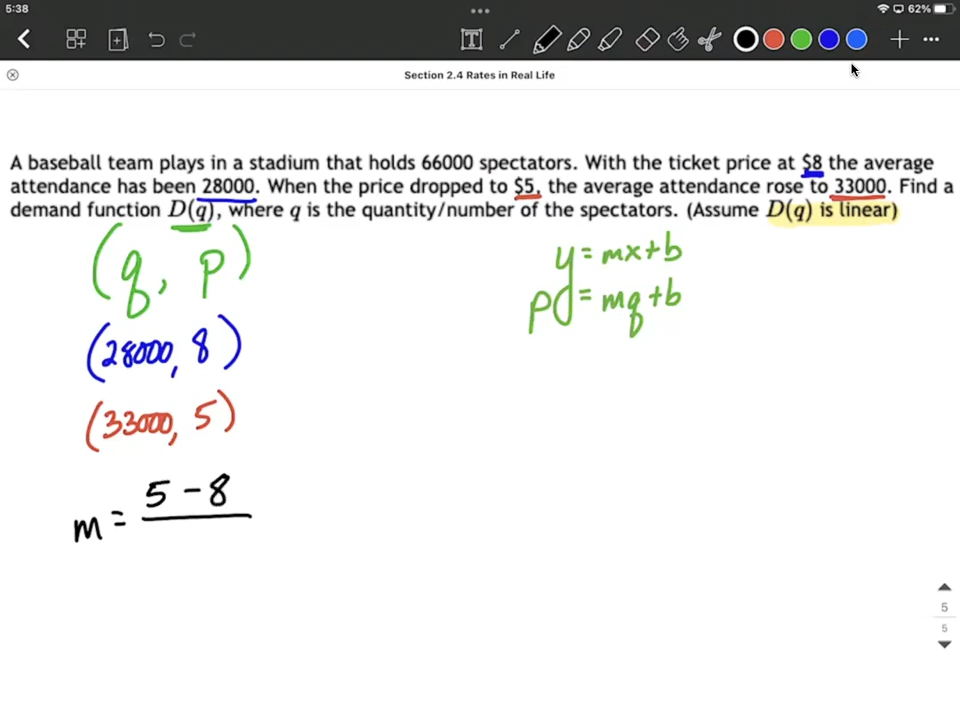 5:38
62%
Section 2.4 Rates in Real Life
A baseball team plays in a stadium that holds 66000 spectators. With the ticket price at $8 the average
attendance has been 28000. When the price dropped to $5, the average attendance rose to 33000. Find a
demand function D(q), where q is the quantity/number of the spectators. (Assume D(q) is linear)
(q, p)
y = mx + b
p = mq + b
(28000, 8)
(33000, 5)
m = 5 - 8
5
5